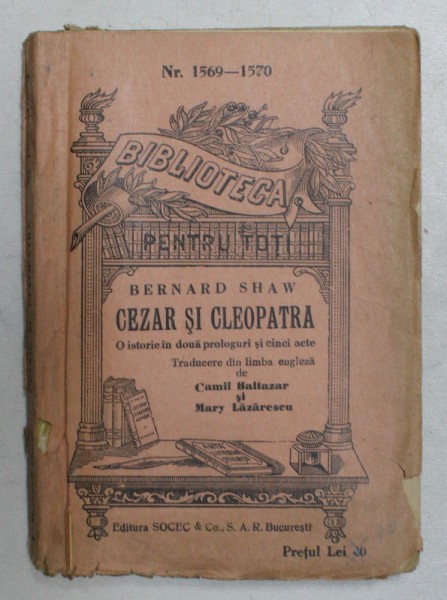 Nr. 1569—1570
BIBLIOTECA
PENTRU TOȚI
BERNARD SHAW
CEZAR ȘI CLEOPATRA
O istorie în două prologuri și cinci acte
Traducere din limba engleză
de
Camil Baltazar
și
Mary Lăzărescu
Editura SOCEC & Co., S. A. R. București
Prețul Lei